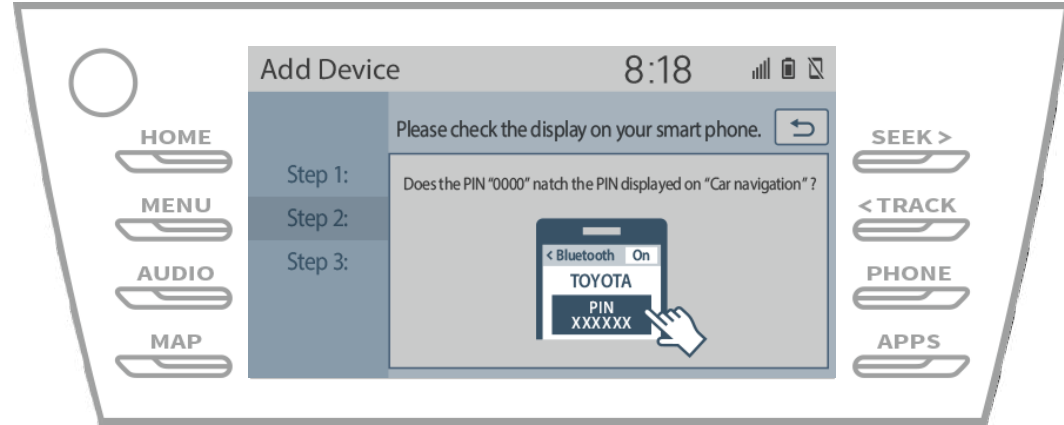 Add Device 8:18
HOME
MENU
AUDIO
MAP
Please check the display on your smart phone.
Step 1:
Step 2:
Step 3:
Does the PIN "0000" natch the PIN displayed on "Car navigation" ?
< Bluetooth On
TOYOTA
PIN
XXXXXX
SEEK >
< TRACK
PHONE
APPS